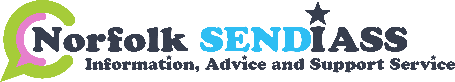 Norfolk SENDIASS
Information, Advice and Support Service